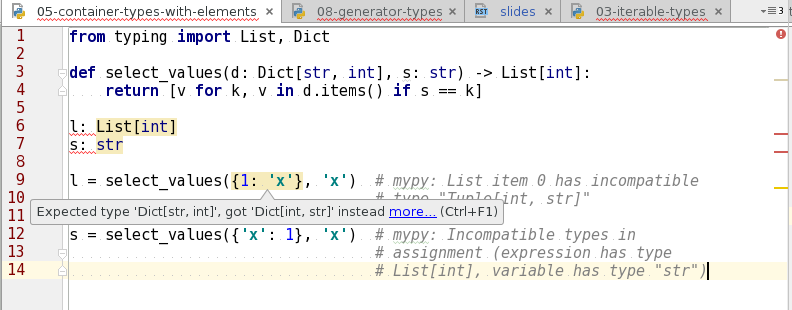 05-container-types-with-elements × 08-generator-types × RST slides × 03-iterable-types × 3
1 from typing import List, Dict
2
3 def select_values(d: Dict[str, int], s: str) -> List[int]:
4 return [v for k, v in d.items() if s == k]
5
6 l: List[int]
7 s: str
8
9 l = select_values({1: 'x'}, 'x') # mypy: List item 0 has incompatible
10 # type "Tuple[int, str]"
11 Expected type 'Dict[str, int]', got 'Dict[int, str]' instead more... (Ctrl+F1)
12 s = select_values({'x': 1}, 'x') # mypy: Incompatible types in
13 # assignment (expression has type
14 # List[int], variable has type "str")